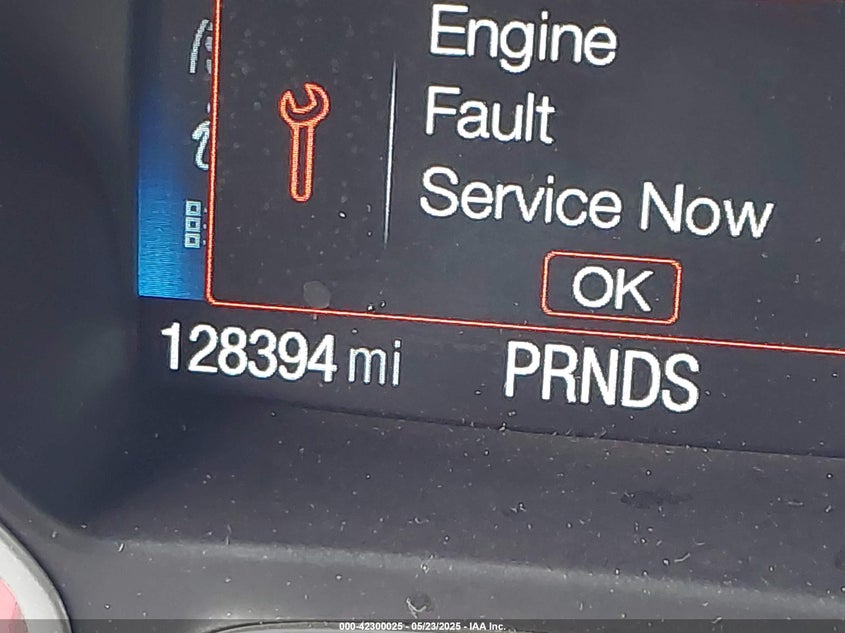 Engine
Fault
Service Now
OK
128394 mi PRNDS
000-42300025 - 05/23/2025 - IAA Inc.